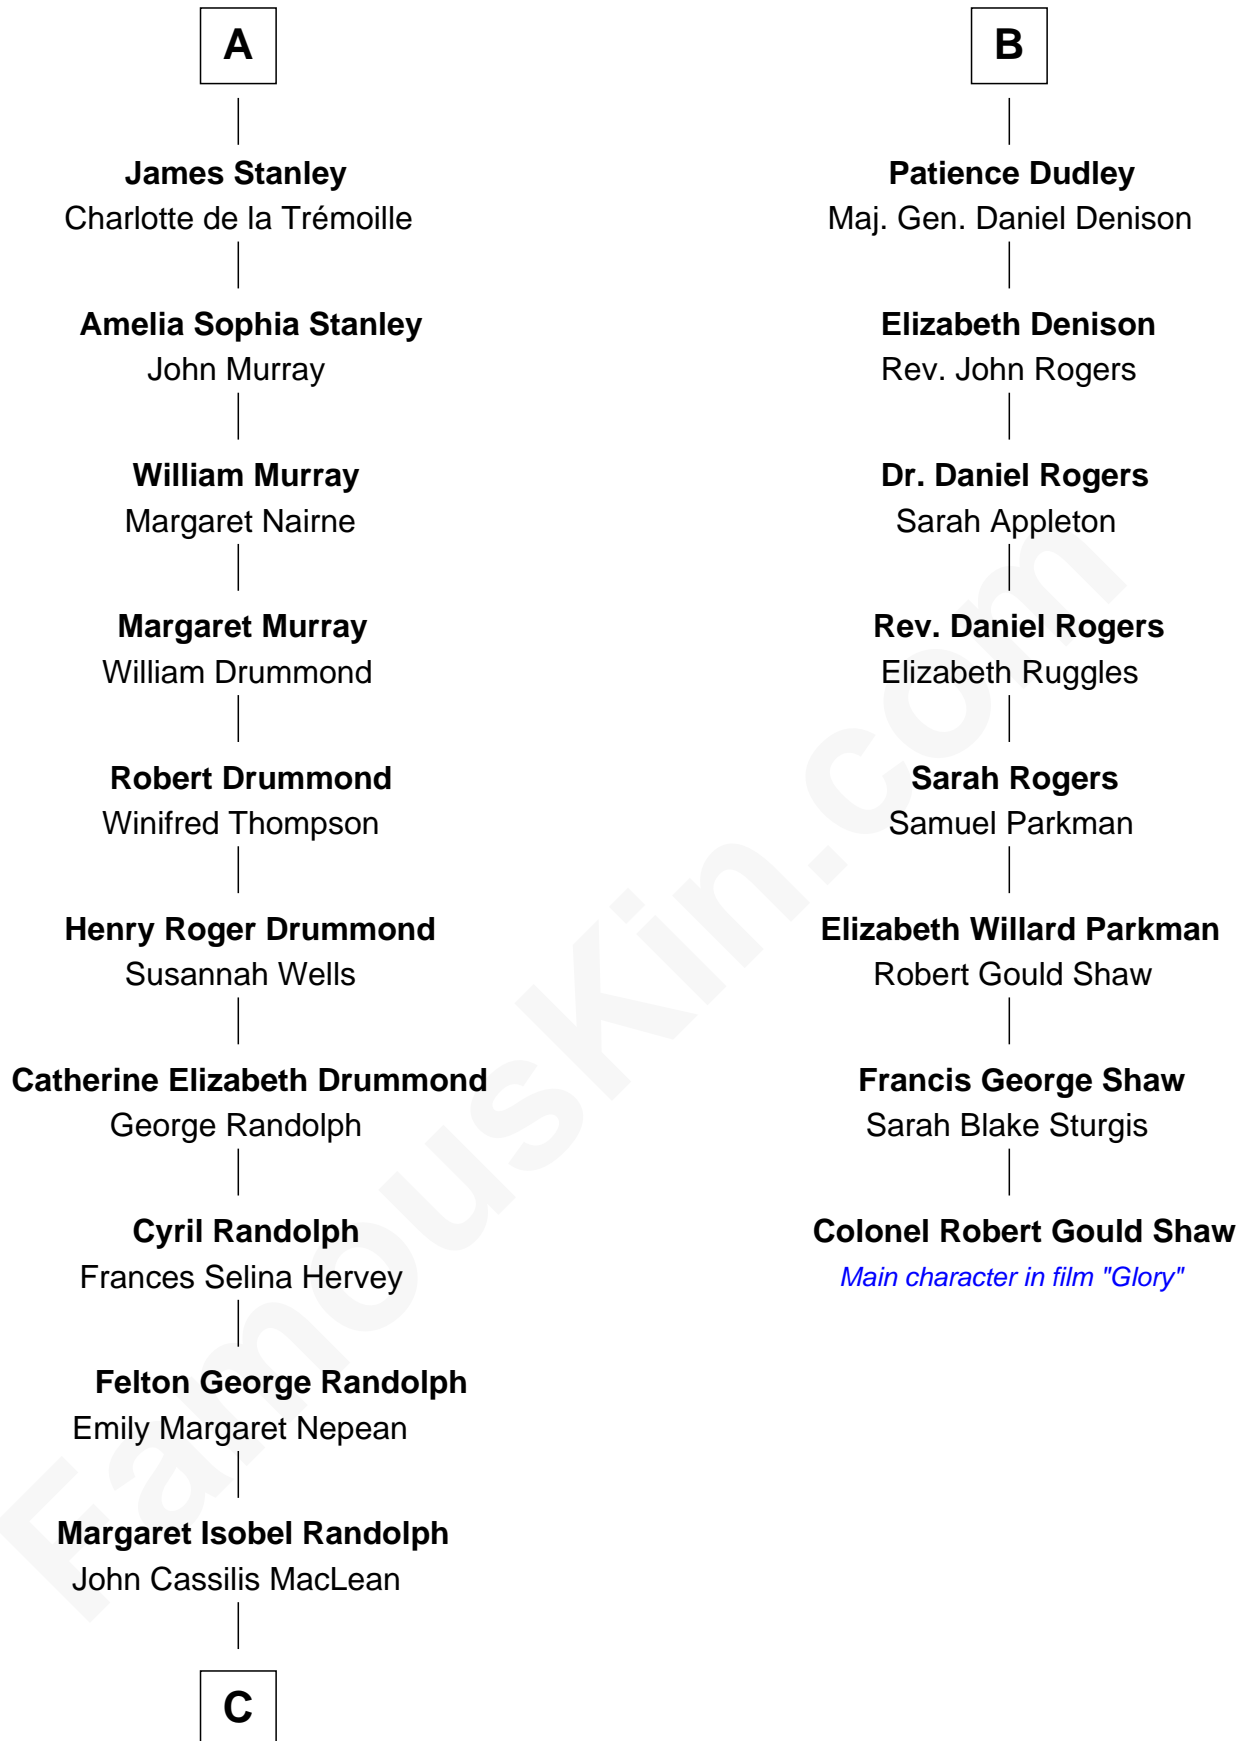 A
James Stanley
Charlotte de la Trémoille
Amelia Sophia Stanley
John Murray
William Murray
Margaret Nairne
Margaret Murray
William Drummond
Robert Drummond
Winifred Thompson
Henry Roger Drummond
Susannah Wells
Catherine Elizabeth Drummond
George Randolph
Cyril Randolph
Frances Selina Hervey
Felton George Randolph
Emily Margaret Nepean
Margaret Isobel Randolph
John Cassilis MacLean
C
B
Patience Dudley
Maj. Gen. Daniel Denison
Elizabeth Denison
Rev. John Rogers
Dr. Daniel Rogers
Sarah Appleton
Rev. Daniel Rogers
Elizabeth Ruggles
Sarah Rogers
Samuel Parkman
Elizabeth Willard Parkman
Robert Gould Shaw
Francis George Shaw
Sarah Blake Sturgis
Colonel Robert Gould Shaw
Main character in film "Glory"
FamousKin.com